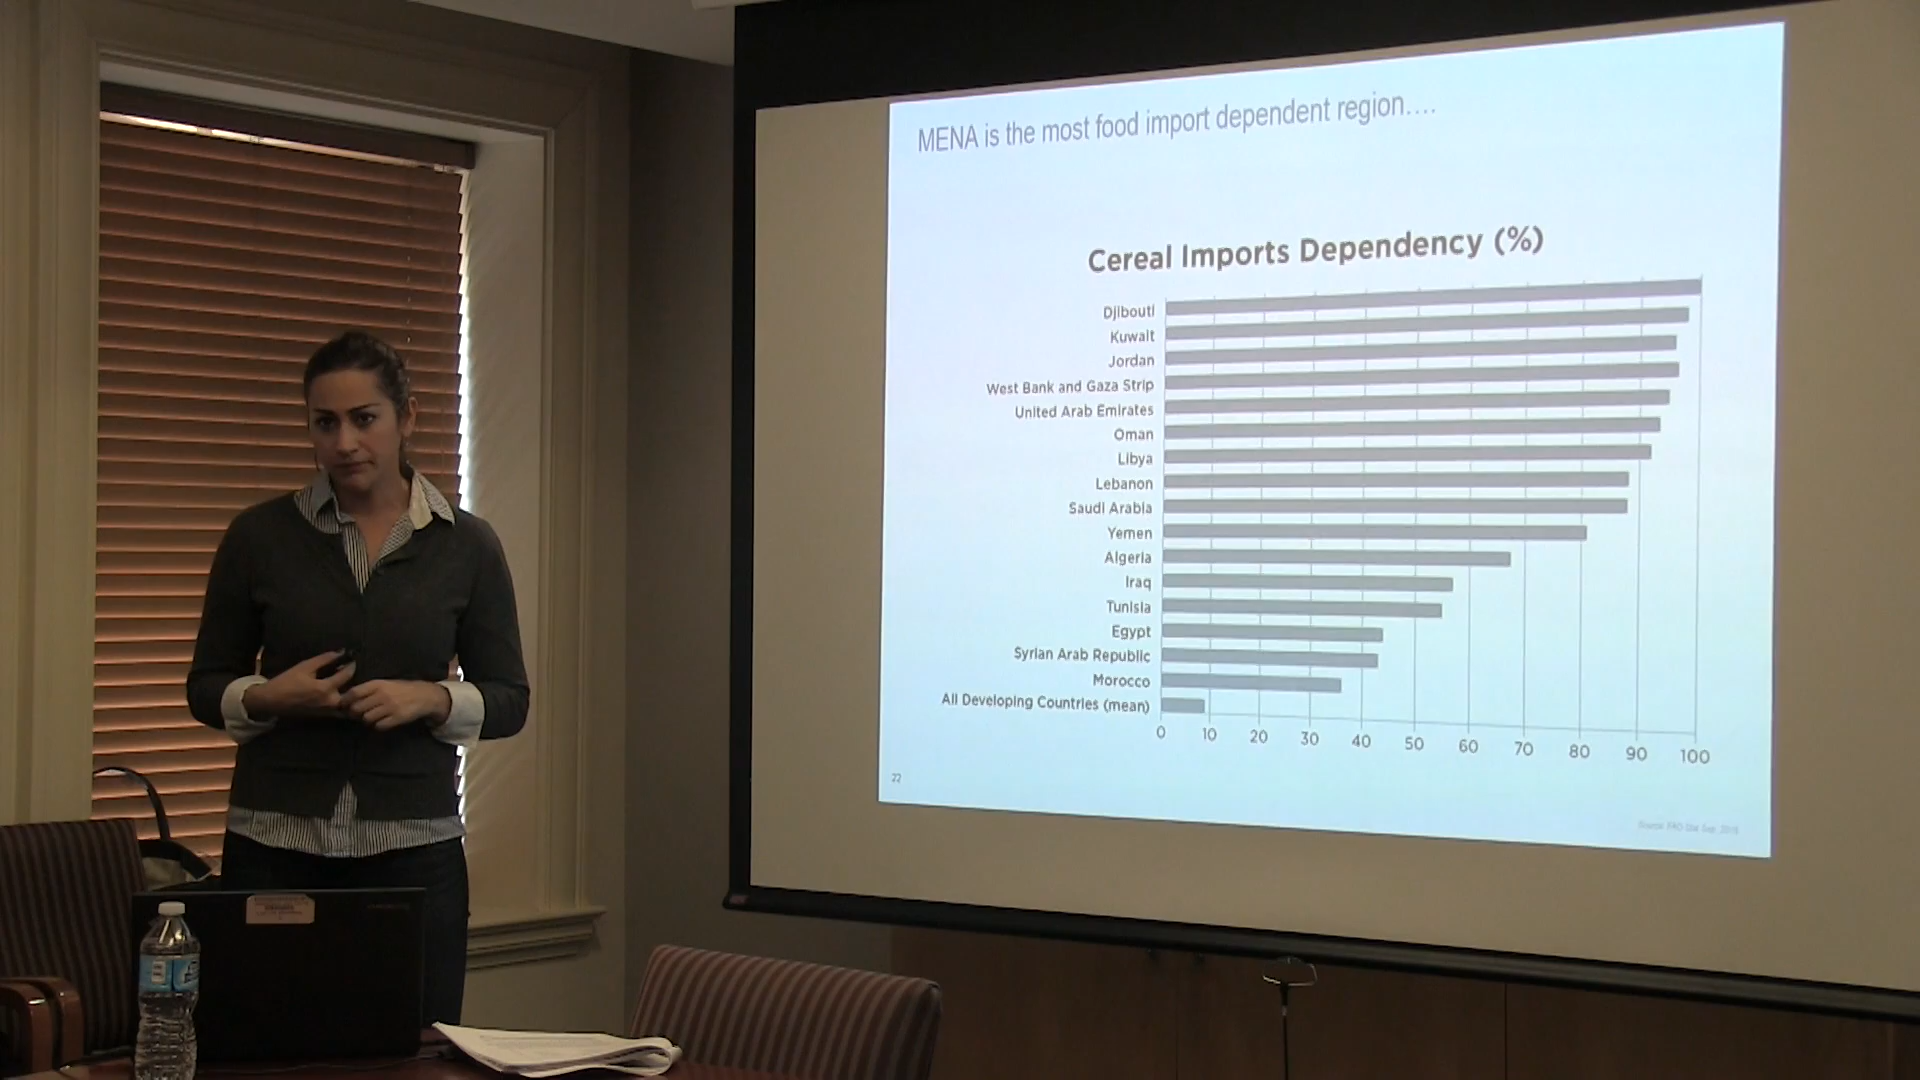 MENA is the most food import dependent region....
Cereal Imports Dependency (%)
Djibouti
Kuwait
Jordan
West Bank and Gaza Strip
United Arab Emirates
Oman
Libya
Lebanon
Saudi Arabia
Yemen
Algeria
Iraq
Tunisia
Egypt
Syrian Arab Republic
Morocco
All Developing Countries (mean)
0 10 20 30 40 50 60 70 80 90 100
22